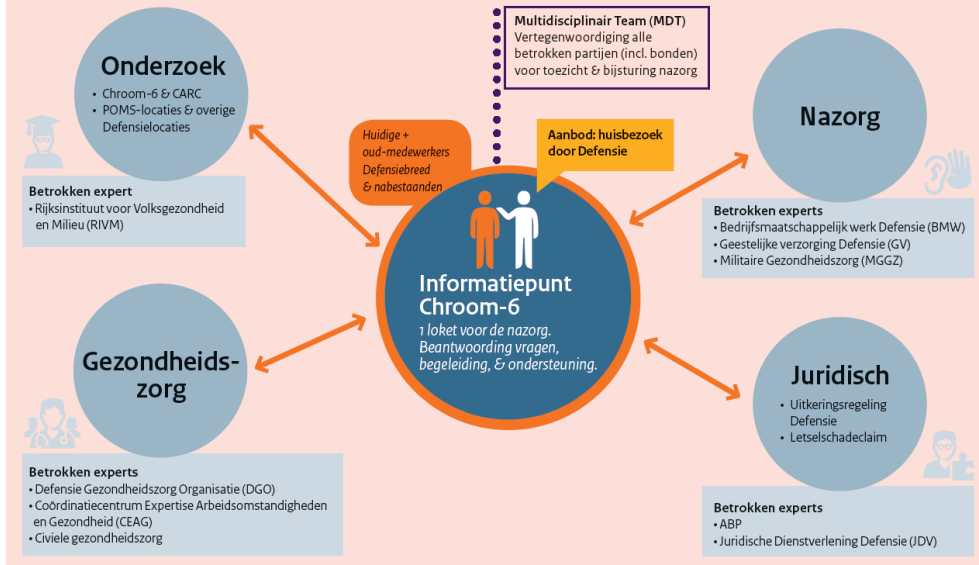 Multidisciplinair Team (MDT)
Vertegenwoordiging alle
betrokken partijen (incl. bonden)
voor toezicht & bijsturing nazorg
Onderzoek
• Chroom-6 & CARC
• POMS-locaties & overige
Defensielocaties
Betrokken expert
• Rijksinstituut voor Volksgezondheid
en Milieu (RIVM)
Huidige +
oud-medewerkers
Defensiebreed
& nabestaanden
Aanbod: huisbezoek
door Defensie
Nazorg
Betrokken experts
• Bedrijfsmaatschappelijk werk Defensie (BMW)
• Geestelijke verzorging Defensie (GV)
• Militaire Gezondheidszorg (MGGZ)
Informatiepunt
Chroom-6
1 loket voor de nazorg.
Beantwoording vragen,
begeleiding, & ondersteuning.
Gezondheids-
zorg
Betrokken experts
• Defensie Gezondheidszorg Organisatie (DGO)
• Coördinatiecentrum Expertise Arbeidsomstandigheden
en Gezondheid (CEAG)
• Civiele gezondheidszorg
Juridisch
• Uitkeringsregeling
Defensie
• Letselschadeclaim
Betrokken experts
• ABP
• Juridische Dienstverlening Defensie (JDV)